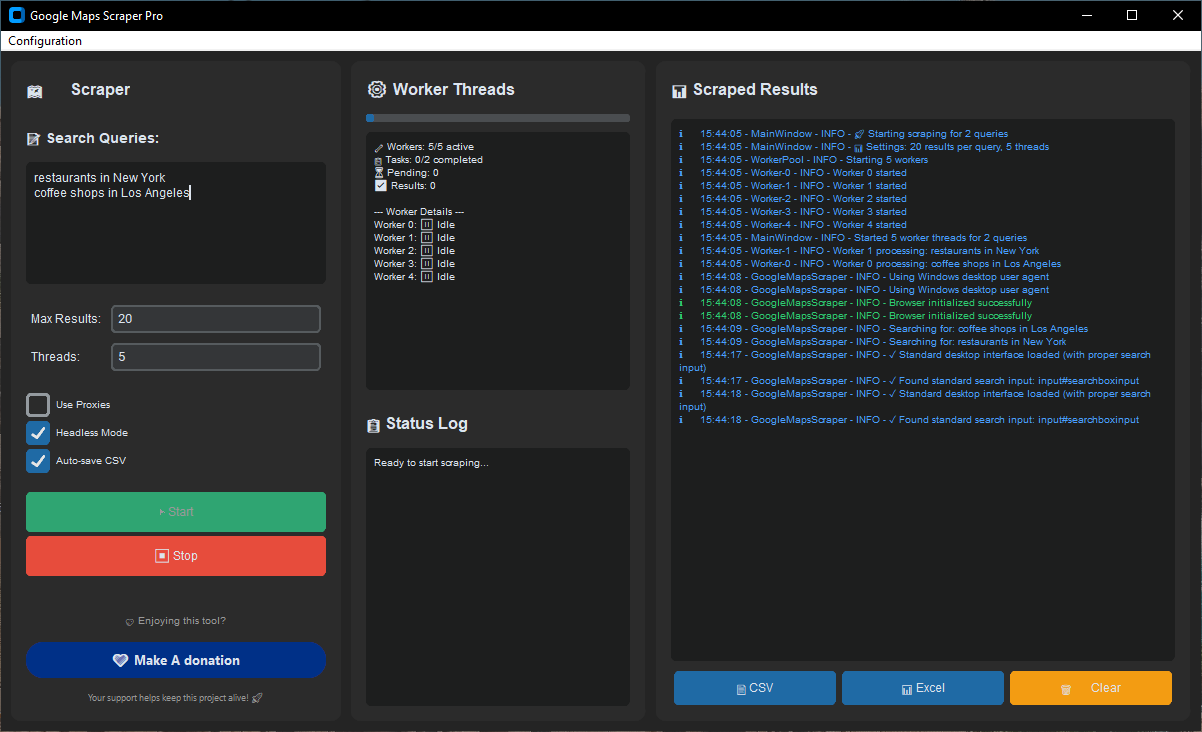 Google Maps Scraper Pro
Configuration
Scraper
Search Queries:
restaurants in New York
coffee shops in Los Angeles
Max Results: 20
Threads: 5
Use Proxies
Headless Mode
Auto-save CSV
Start
Stop
Enjoying this tool?
Make A donation
Your support helps keep this project alive! 🚀
Worker Threads
Workers: 5/5 active
Tasks: 0/2 completed
Pending: 0
Results: 0
--- Worker Details ---
Worker 0: ⏸ Idle
Worker 1: ⏸ Idle
Worker 2: ⏸ Idle
Worker 3: ⏸ Idle
Worker 4: ⏸ Idle
Status Log
Ready to start scraping...
Scraped Results
ℹ 15:44:05 - MainWindow - INFO - 🚀 Starting scraping for 2 queries
ℹ 15:44:05 - MainWindow - INFO - 📊 Settings: 20 results per query, 5 threads
ℹ 15:44:05 - WorkerPool - INFO - Starting 5 workers
ℹ 15:44:05 - Worker-0 - INFO - Worker 0 started
ℹ 15:44:05 - Worker-1 - INFO - Worker 1 started
ℹ 15:44:05 - Worker-2 - INFO - Worker 2 started
ℹ 15:44:05 - Worker-3 - INFO - Worker 3 started
ℹ 15:44:05 - Worker-4 - INFO - Worker 4 started
ℹ 15:44:05 - MainWindow - INFO - Started 5 worker threads for 2 queries
ℹ 15:44:05 - Worker-1 - INFO - Worker 1 processing: restaurants in New York
ℹ 15:44:05 - Worker-0 - INFO - Worker 0 processing: coffee shops in Los Angeles
ℹ 15:44:08 - GoogleMapsScraper - INFO - Using Windows desktop user agent
ℹ 15:44:08 - GoogleMapsScraper - INFO - Using Windows desktop user agent
ℹ 15:44:08 - GoogleMapsScraper - INFO - Browser initialized successfully
ℹ 15:44:08 - GoogleMapsScraper - INFO - Browser initialized successfully
ℹ 15:44:09 - GoogleMapsScraper - INFO - Searching for: coffee shops in Los Angeles
ℹ 15:44:09 - GoogleMapsScraper - INFO - Searching for: restaurants in New York
ℹ 15:44:17 - GoogleMapsScraper - INFO - ✓ Standard desktop interface loaded (with proper search
input)
ℹ 15:44:17 - GoogleMapsScraper - INFO - ✓ Found standard search input: input#searchboxinput
ℹ 15:44:18 - GoogleMapsScraper - INFO - ✓ Standard desktop interface loaded (with proper search
input)
ℹ 15:44:18 - GoogleMapsScraper - INFO - ✓ Found standard search input: input#searchboxinput
CSV
Excel
Clear